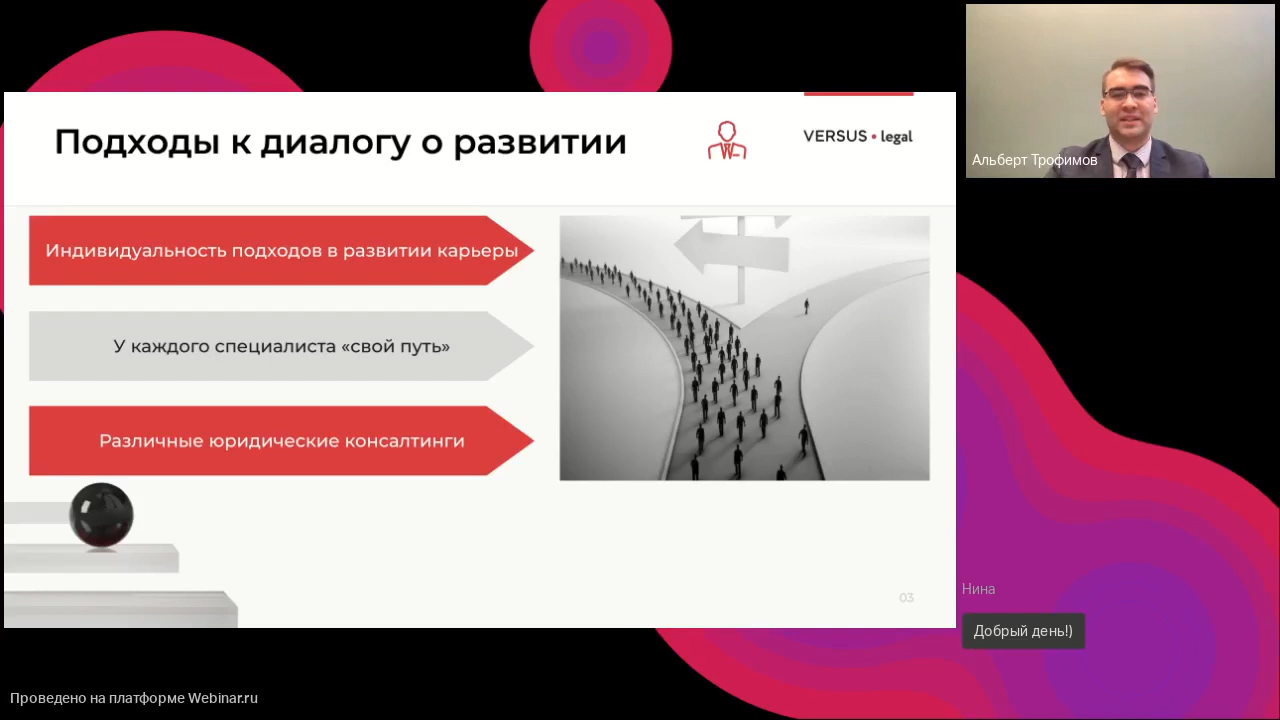 Подходы к диалогу о развитии
VERSUS • legal
Альберт Трофимов
Индивидуальность подходов в развитии карьеры
У каждого специалиста «свой путь»
Различные юридические консалтинги
03
Нина
Добрый день!)
Проведено на платформе Webinar.ru